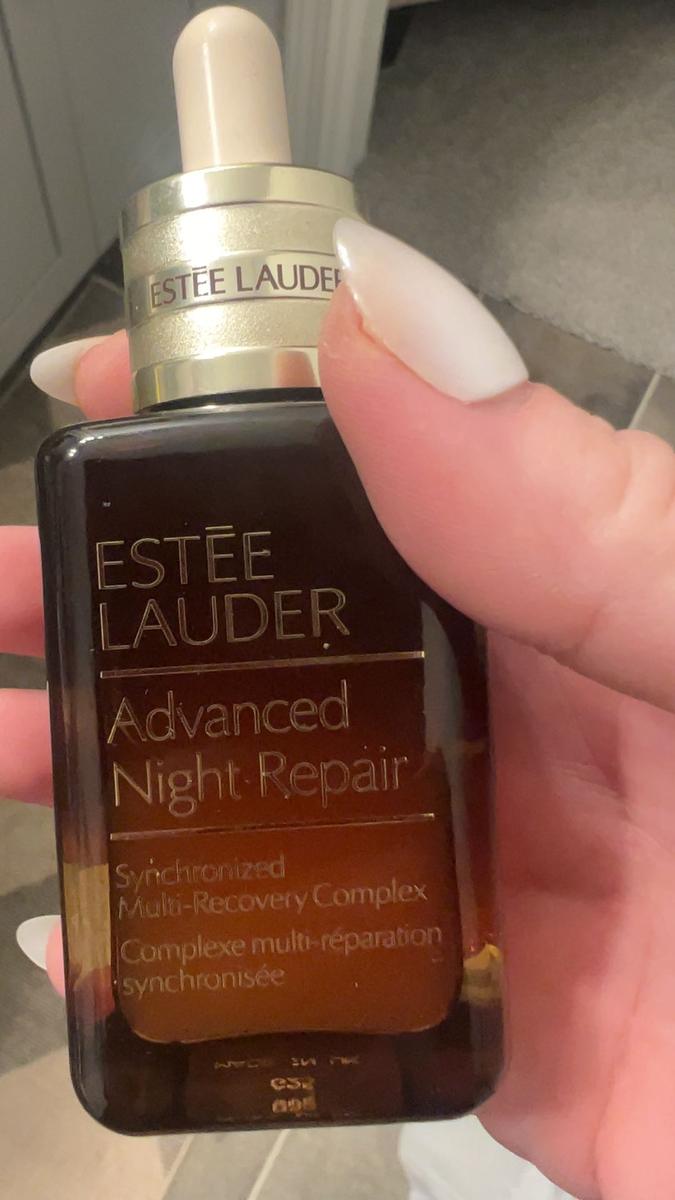 ESTĒE LAUDER
ESTĒE
LAUDER
Advanced
Night Repair
Synchronized
Multi-Recovery Complex
Complexe multi-réparation
synchronisée